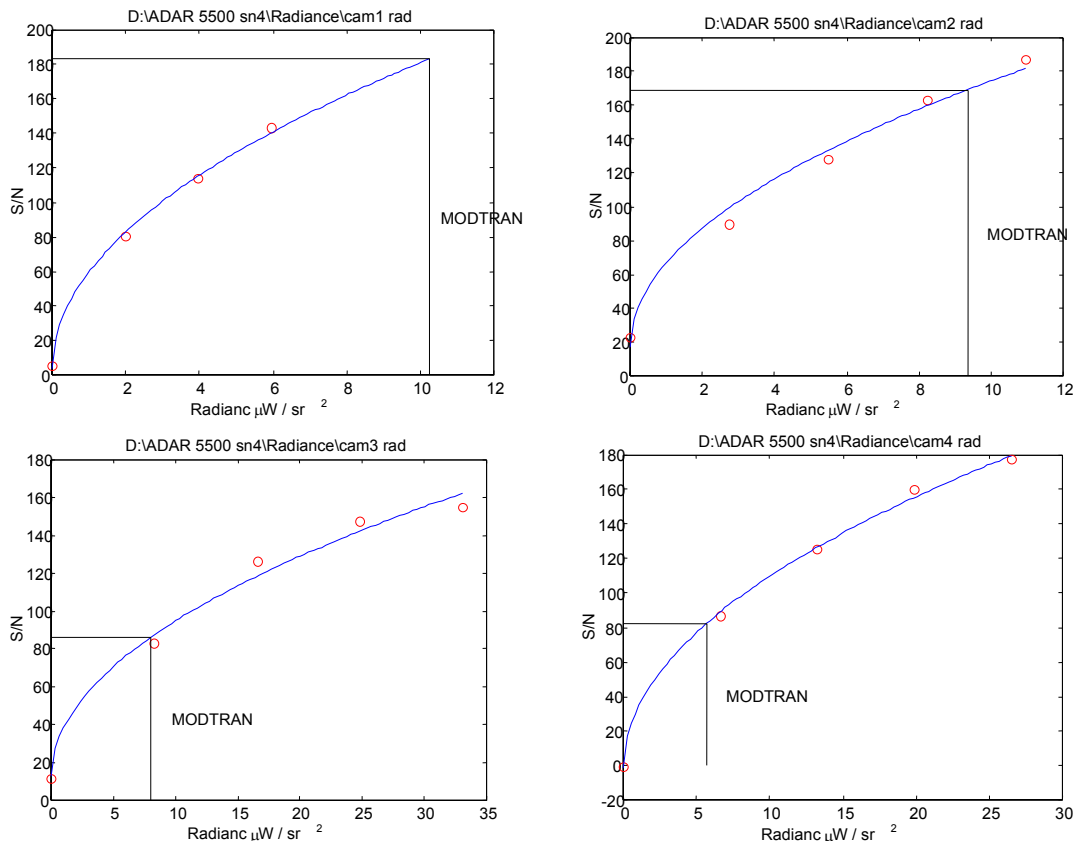 D:\ADAR 5500 sn4\Radiance\cam1 rad
200
180
160
140
120
100
80
60
40
20
0
S/N
MODTRAN
0 2 4 6 8 10 12
Radianc μW / sr 2
D:\ADAR 5500 sn4\Radiance\cam2 rad
200
180
160
140
120
100
80
60
40
20
0
S/N
MODTRAN
0 2 4 6 8 10 12
Radianc μW / sr 2
D:\ADAR 5500 sn4\Radiance\cam3 rad
180
160
140
120
100
80
60
40
20
0
S/N
MODTRAN
0 5 10 15 20 25 30 35
Radianc μW / sr 2
D:\ADAR 5500 sn4\Radiance\cam4 rad
180
160
140
120
100
80
60
40
20
0
-20
S/N
MODTRAN
0 5 10 15 20 25 30
Radianc μW / sr 2